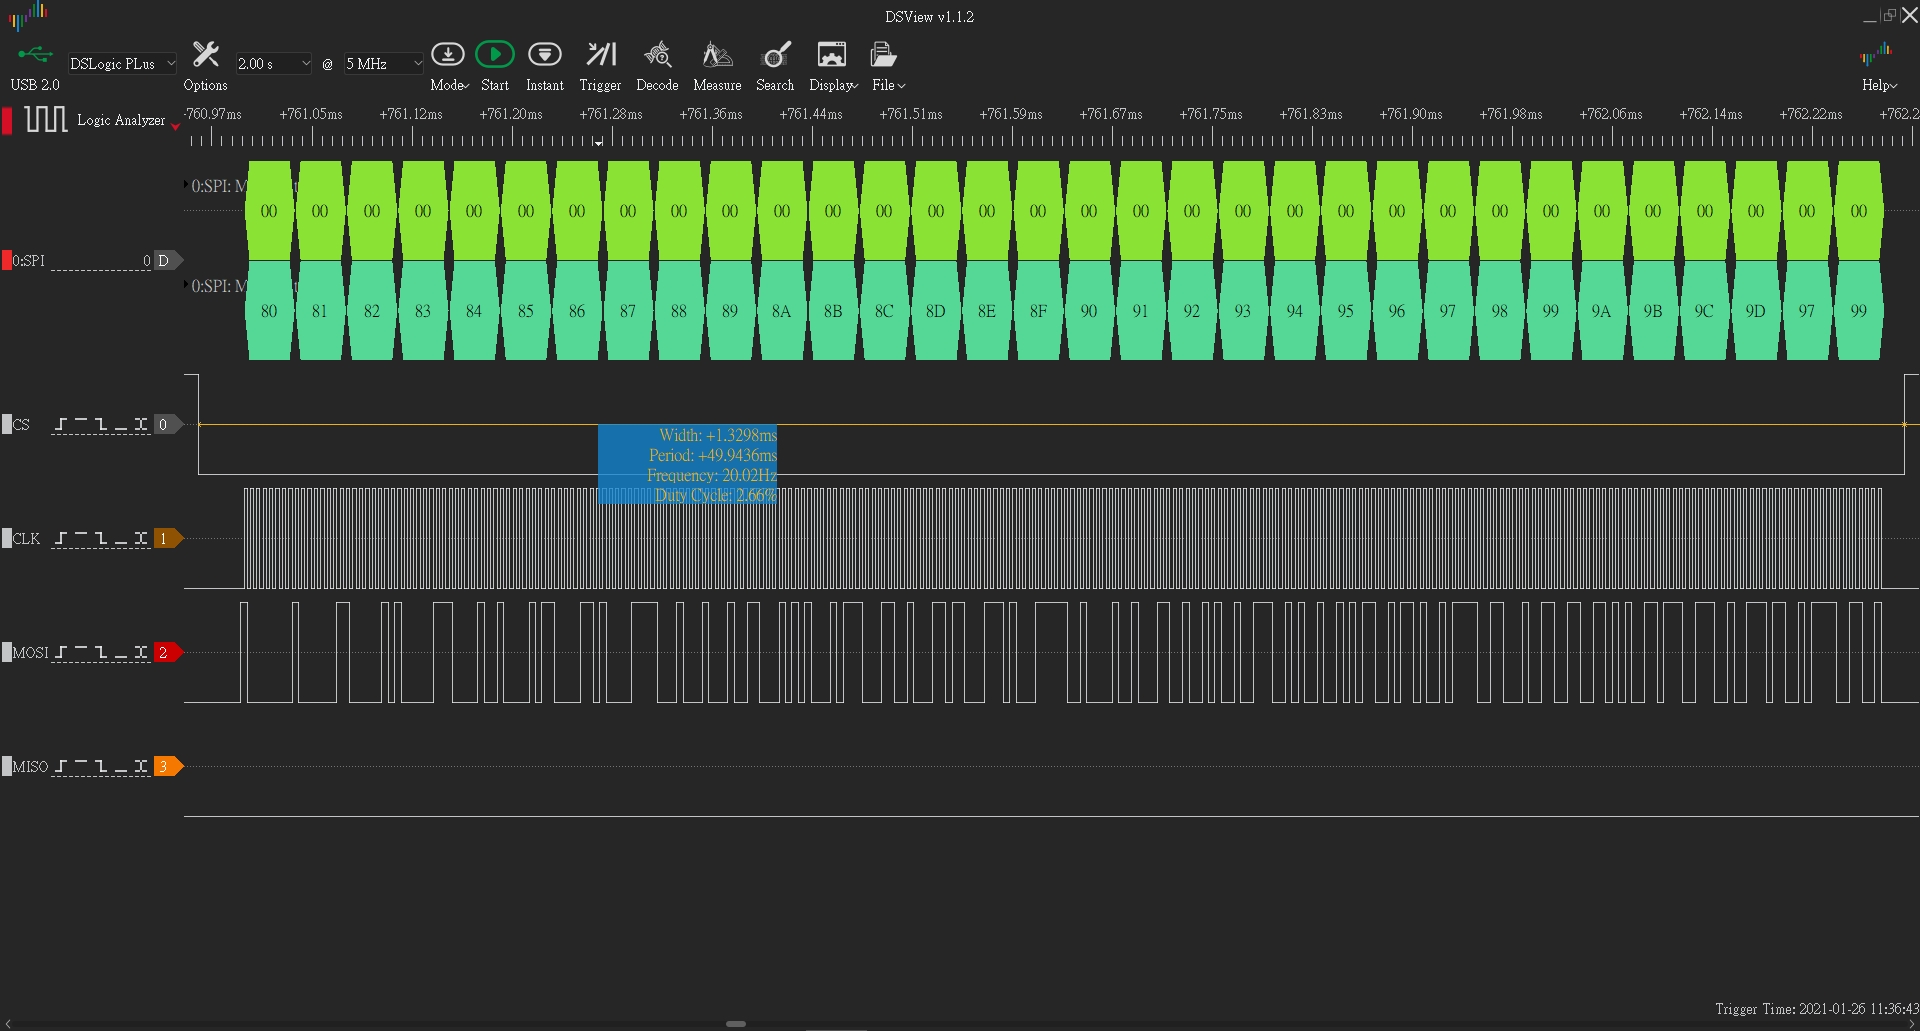 DSView v1.1.2
DSLogic PLus 2.00 s @ 5 MHz
USB 2.0 Options Mode Start Instant Trigger Decode Measure Search Display File Help
Logic Analyzer
-760.97ms +761.05ms +761.12ms +761.20ms +761.28ms +761.36ms +761.44ms +761.51ms +761.59ms +761.67ms +761.75ms +761.83ms +761.90ms +761.98ms +762.06ms +762.14ms +762.22ms +762.2
0:SPI: M t
00 00 00 00 00 00 00 00 00 00 00 00 00 00 00 00 00 00 00 00 00 00 00 00 00 00 00 00 00 00 00 00
0:SPI 0 D
0:SPI: M t
80 81 82 83 84 85 86 87 88 89 8A 8B 8C 8D 8E 8F 90 91 92 93 94 95 96 97 98 99 9A 9B 9C 9D 97 99
CS 0
Width: +1.3298ms
Period: +49.9436ms
Frequency: 20.02Hz
Duty Cycle: 2.66%
CLK 1
MOSI 2
MISO 3
Trigger Time: 2021-01-26 11:36:43